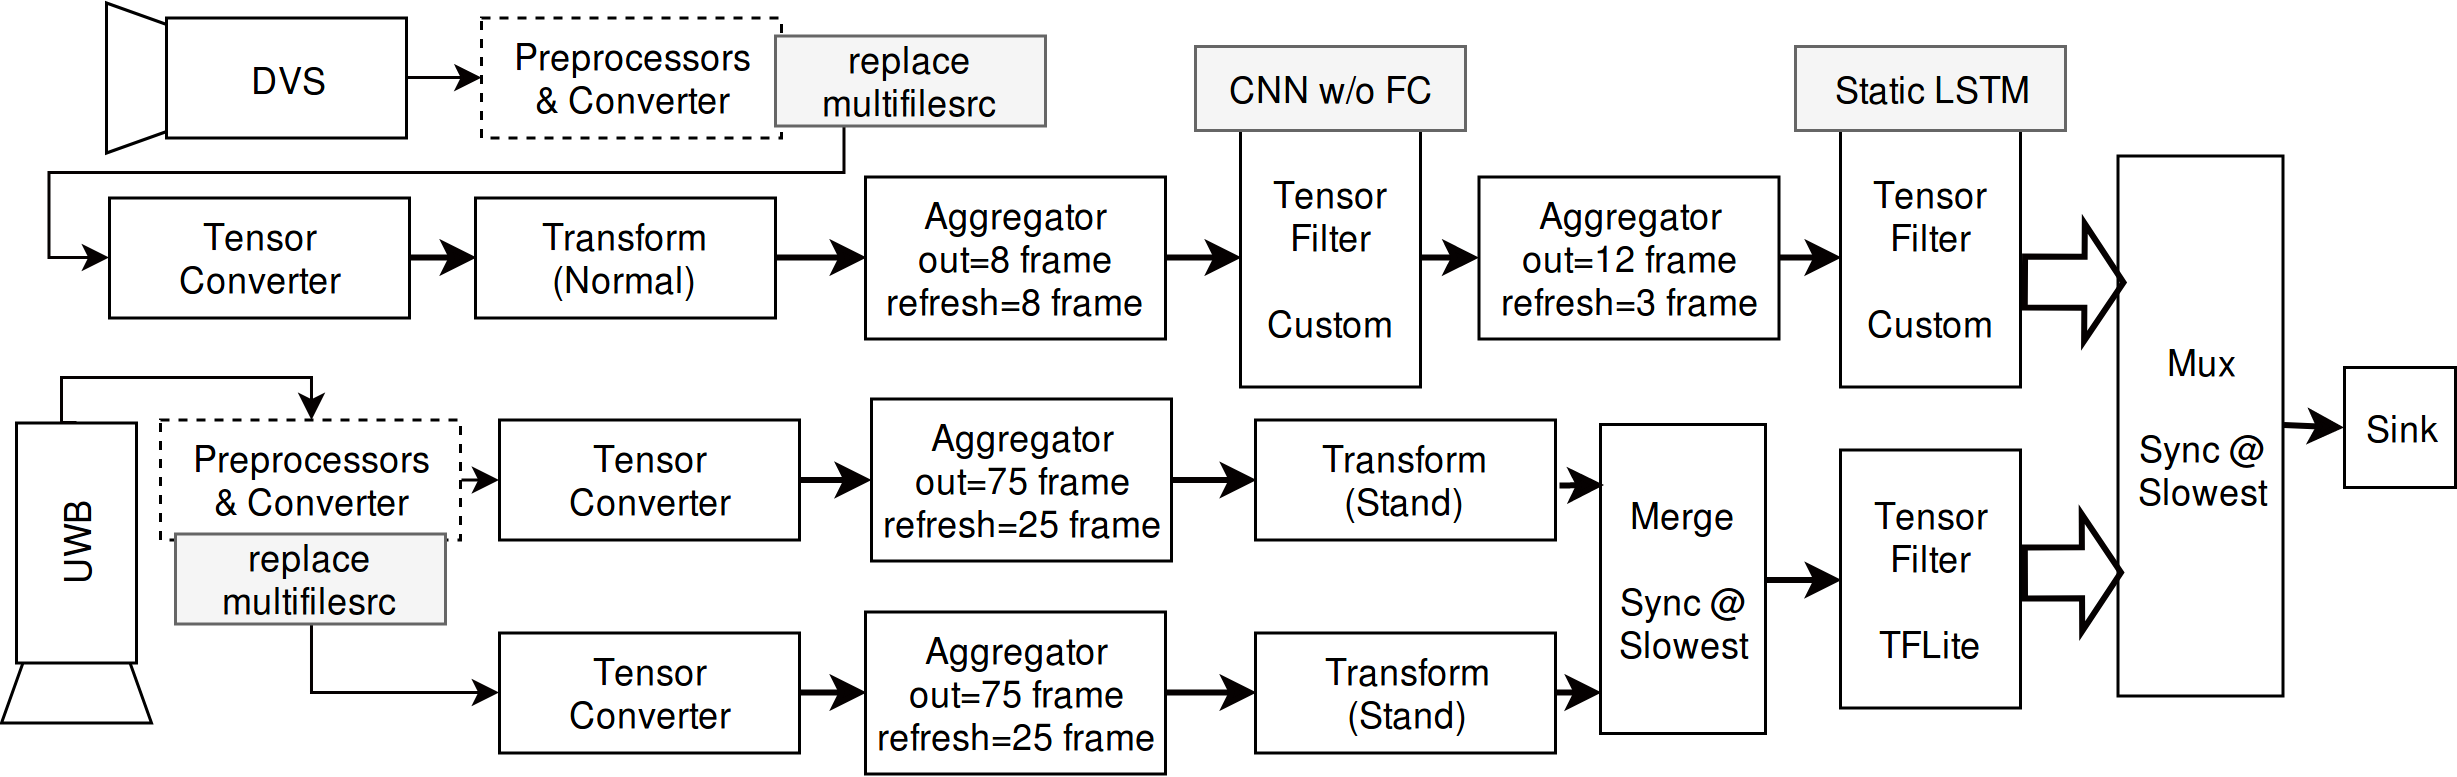 DVS
Preprocessors
& Converter
replace
multifilesrc
CNN w/o FC
Static LSTM
Tensor
Converter
Transform
(Normal)
Aggregator
out=8 frame
refresh=8 frame
Tensor
Filter
Custom
Aggregator
out=12 frame
refresh=3 frame
Tensor
Filter
Custom
Mux
Sync @
Slowest
Sink
UWB
Preprocessors
& Converter
replace
multifilesrc
Tensor
Converter
Aggregator
out=75 frame
refresh=25 frame
Transform
(Stand)
Merge
Sync @
Slowest
Tensor
Filter
TFLite
Tensor
Converter
Aggregator
out=75 frame
refresh=25 frame
Transform
(Stand)